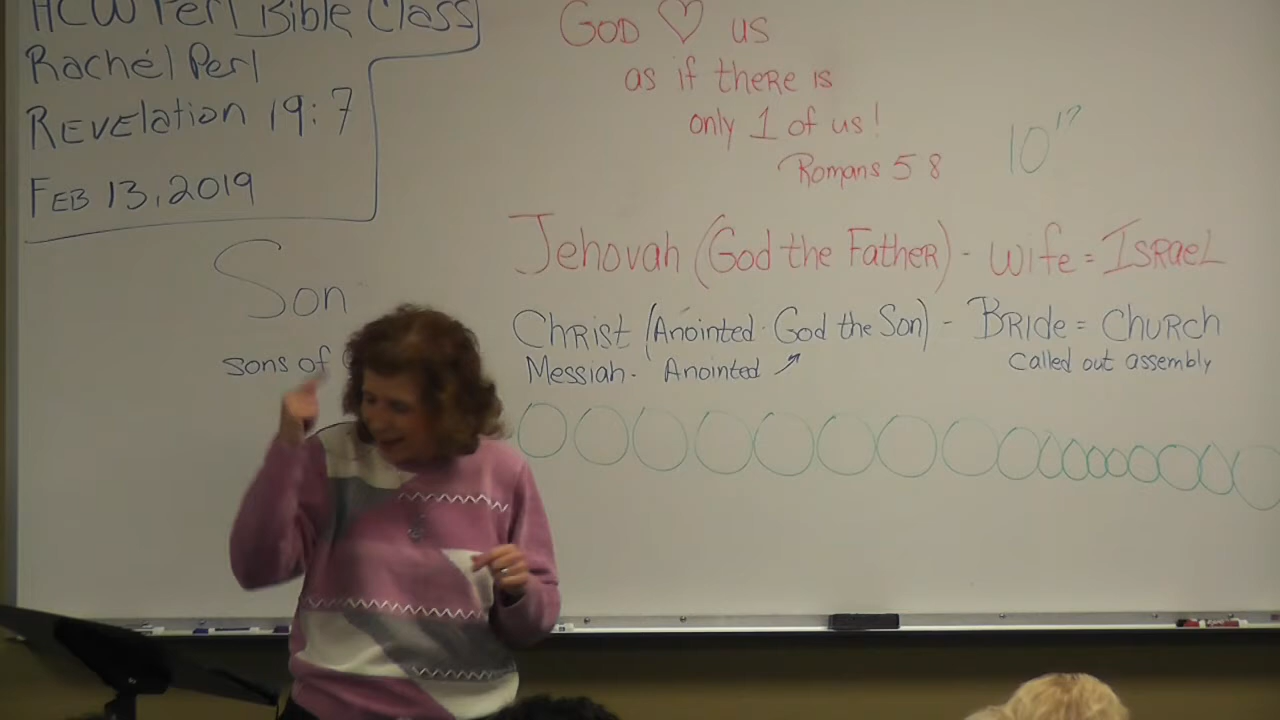 HCW Perl Bible Class
Rachel Perl
Revelation 19:7
Feb 13, 2019
God ♡ us
as if there is
only 1 of us!
Romans 5 8
10¹⁷
Jehovah (God the Father) - wife = Israel
Son
Christ (Anointed · God the Son) - Bride = Church
sons of
Messiah. Anointed ↗
Called out assembly